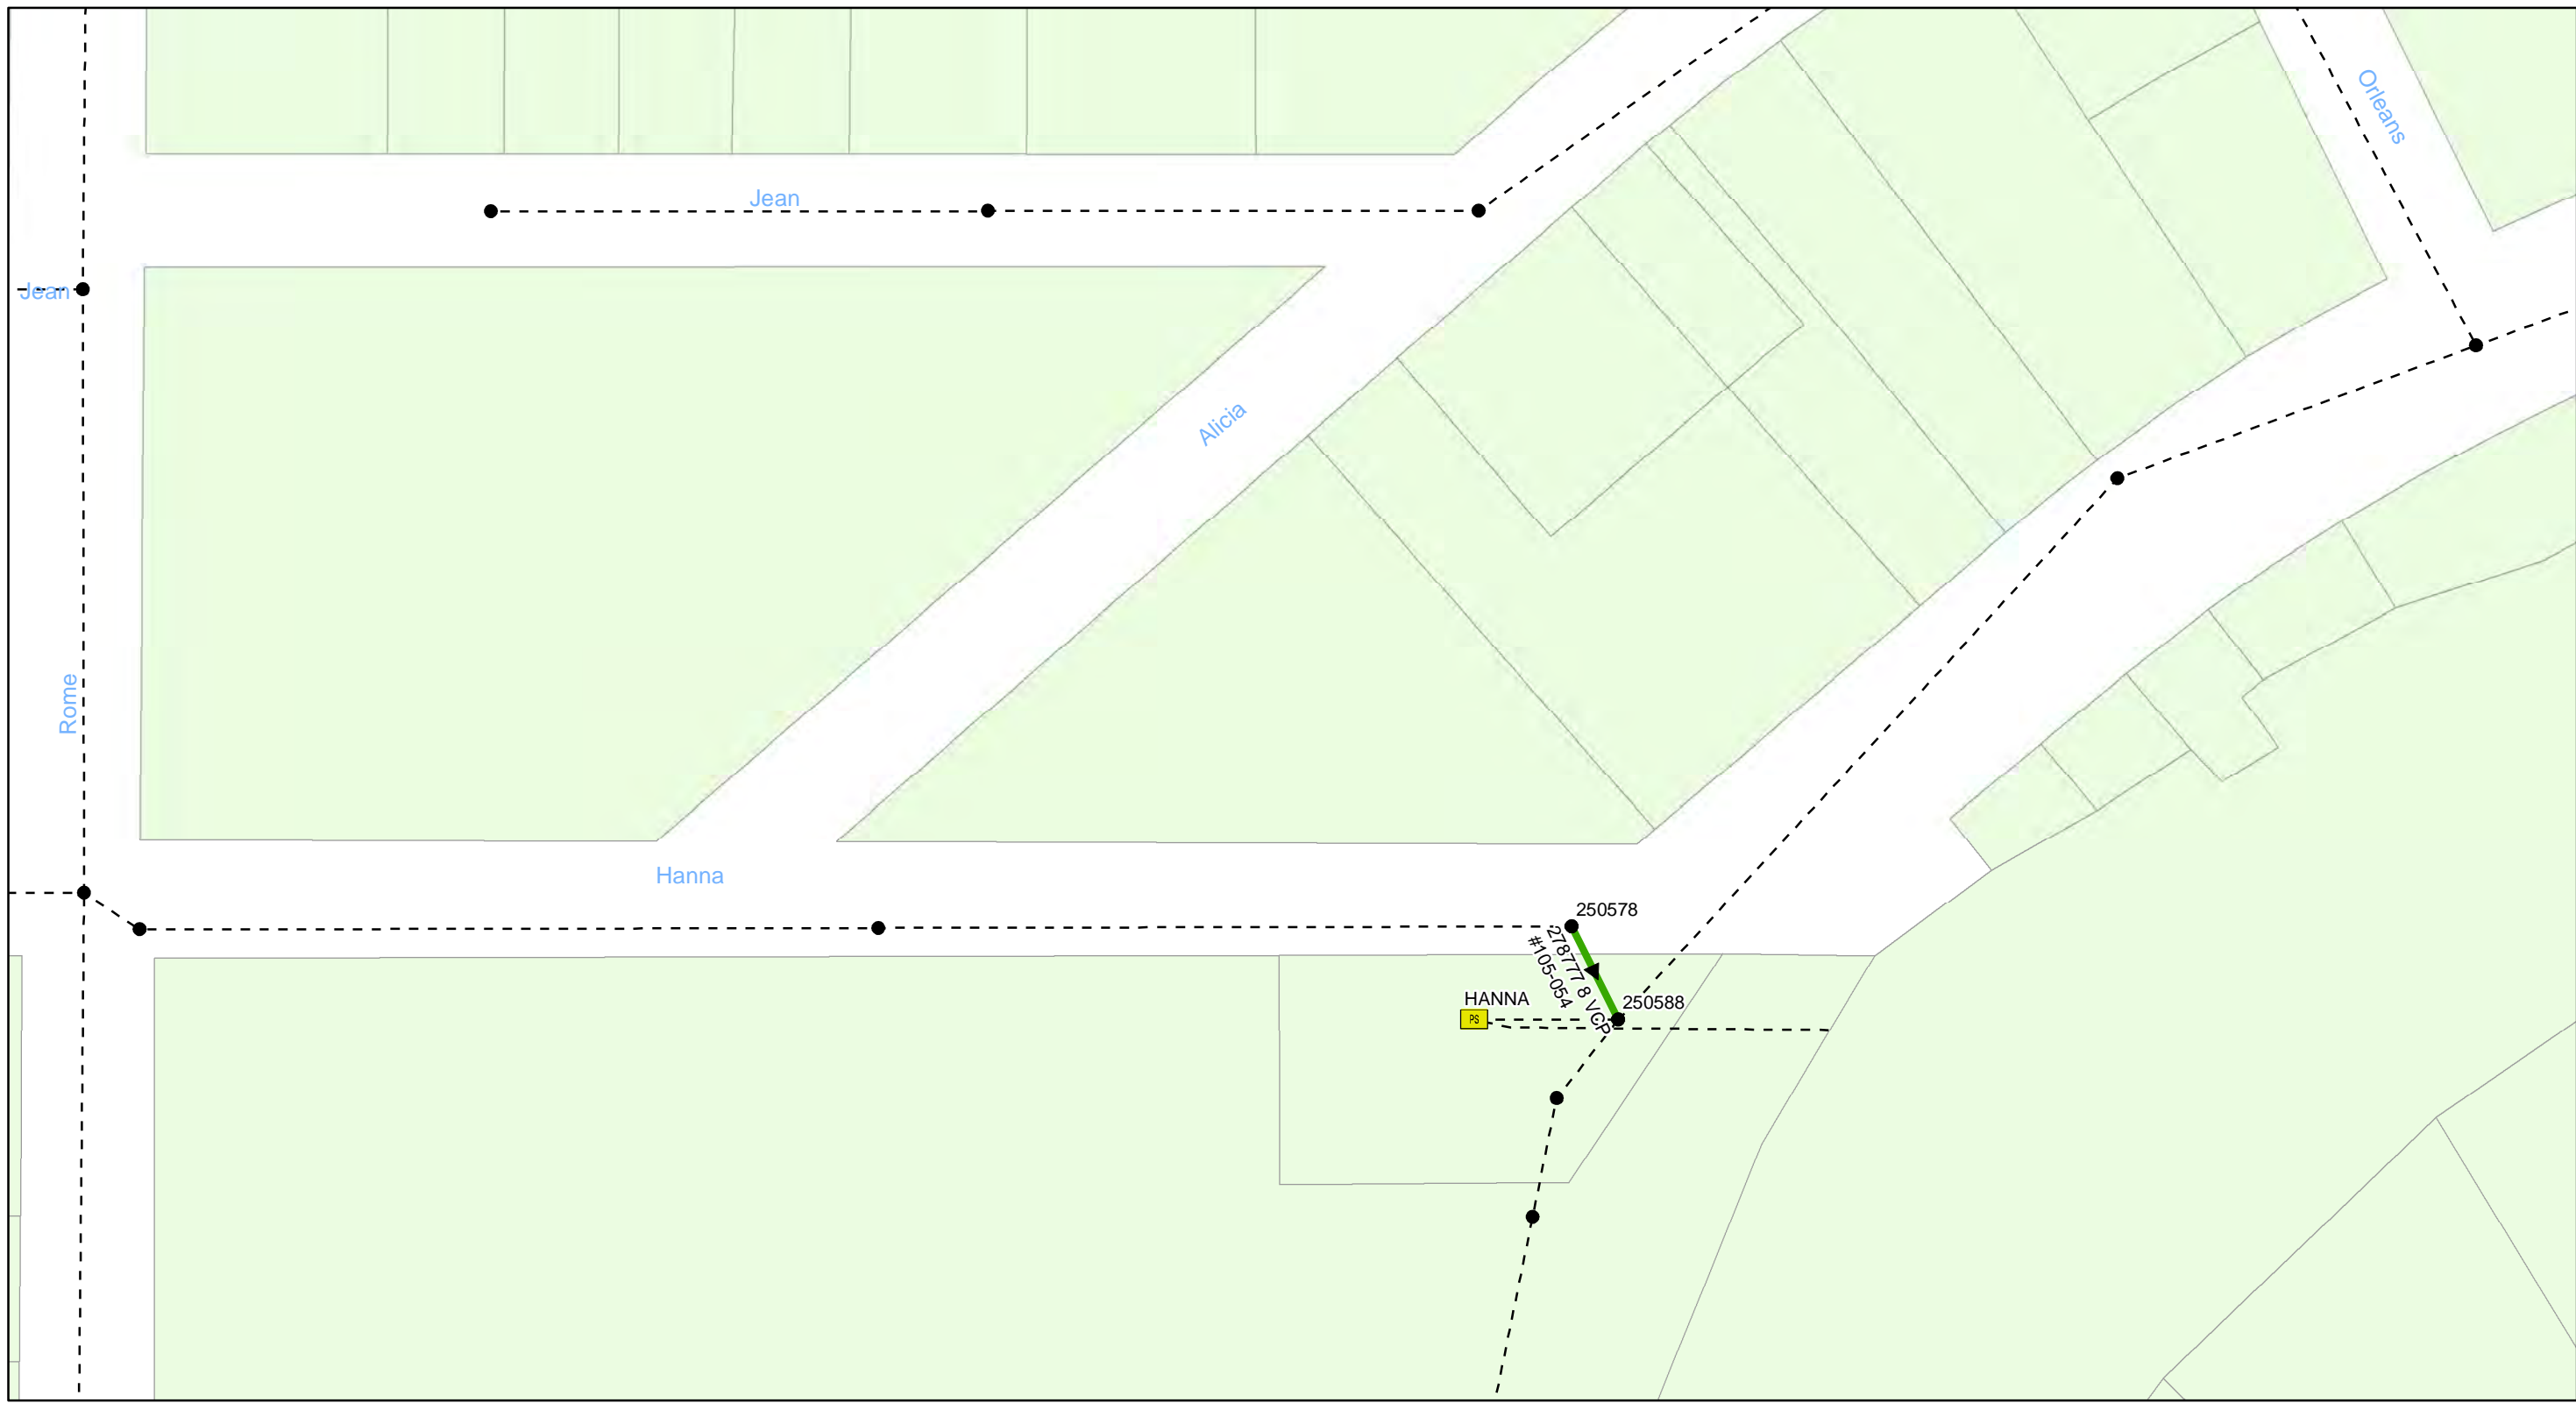 Orleans
Jean
Jean
Alicia
Rome
Hanna
250578
278777 8 VCP
#105-054
HANNA
PS
250588